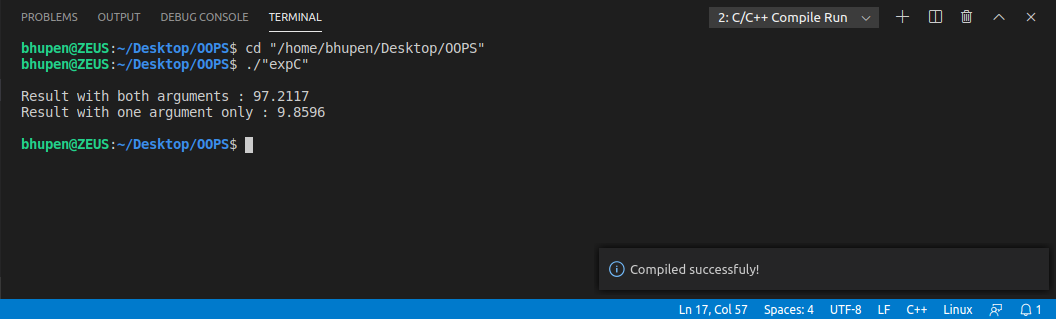 PROBLEMS OUTPUT DEBUG CONSOLE TERMINAL 2: C/C++ Compile Run
bhupen@ZEUS:~/Desktop/OOPS$ cd "/home/bhupen/Desktop/OOPS"
bhupen@ZEUS:~/Desktop/OOPS$ ./"expC"
Result with both arguments : 97.2117
Result with one argument only : 9.8596
bhupen@ZEUS:~/Desktop/OOPS$
Compiled successfuly!
Ln 17, Col 57 Spaces: 4 UTF-8 LF C++ Linux 1